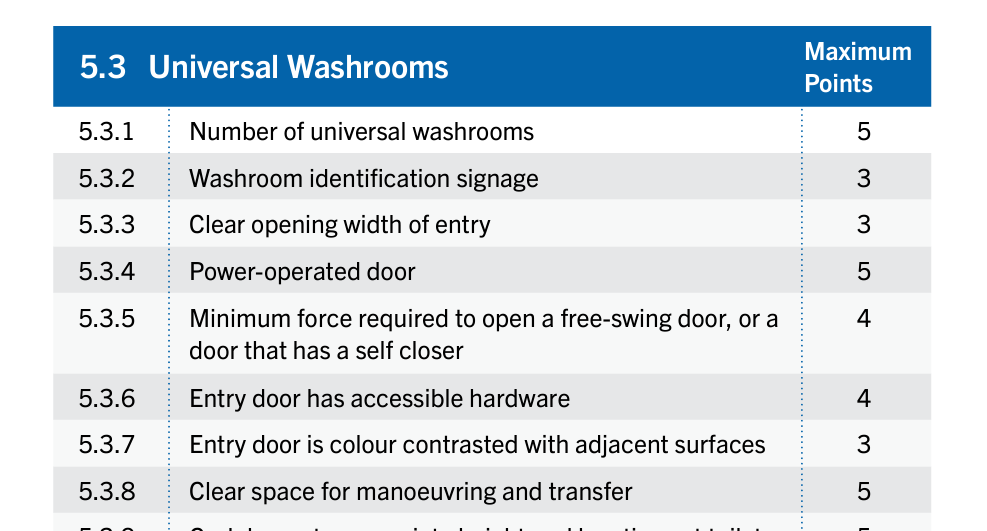 5.3 Universal Washrooms
Maximum
Points
5.3.1 Number of universal washrooms 5
5.3.2 Washroom identification signage 3
5.3.3 Clear opening width of entry 3
5.3.4 Power-operated door 5
5.3.5 Minimum force required to open a free-swing door, or a 4
door that has a self closer
5.3.6 Entry door has accessible hardware 4
5.3.7 Entry door is colour contrasted with adjacent surfaces 3
5.3.8 Clear space for manoeuvring and transfer 5